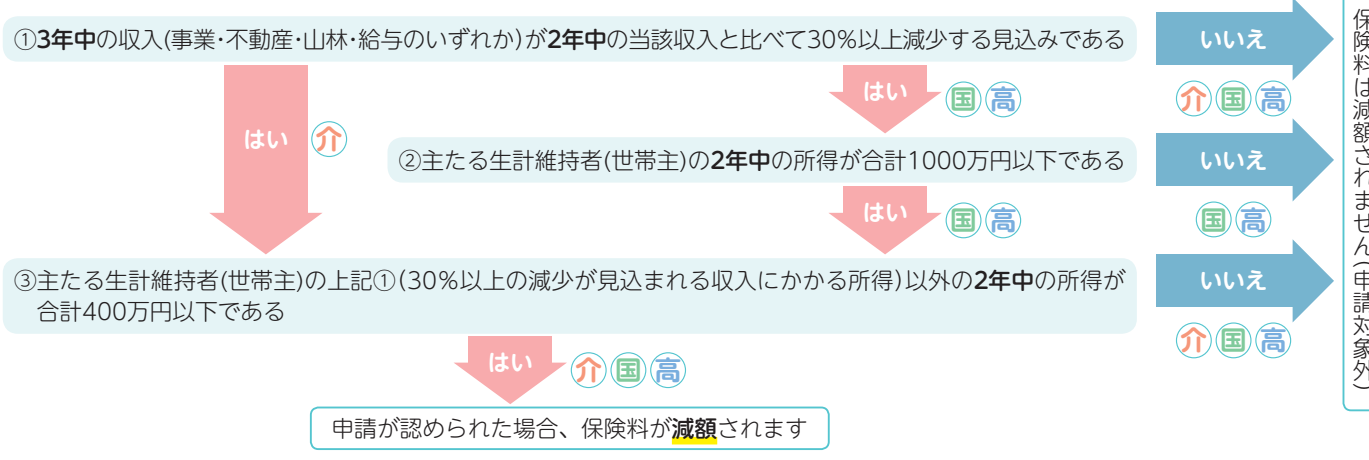 ①3年中の収入(事業・不動産・山林・給与のいずれか)が2年中の当該収入と比べて30%以上減少する見込みである
いいえ
介国高
はい
介
はい
国高
②主たる生計維持者(世帯主)の2年中の所得が合計1000万円以下である
いいえ
国高
はい
国高
③主たる生計維持者(世帯主)の上記①(30%以上の減少が見込まれる収入にかかる所得)以外の2年中の所得が
合計400万円以下である
いいえ
介国高
はい
介国高
申請が認められた場合、保険料が減額されます
保険料は減額されません(申請対象外)